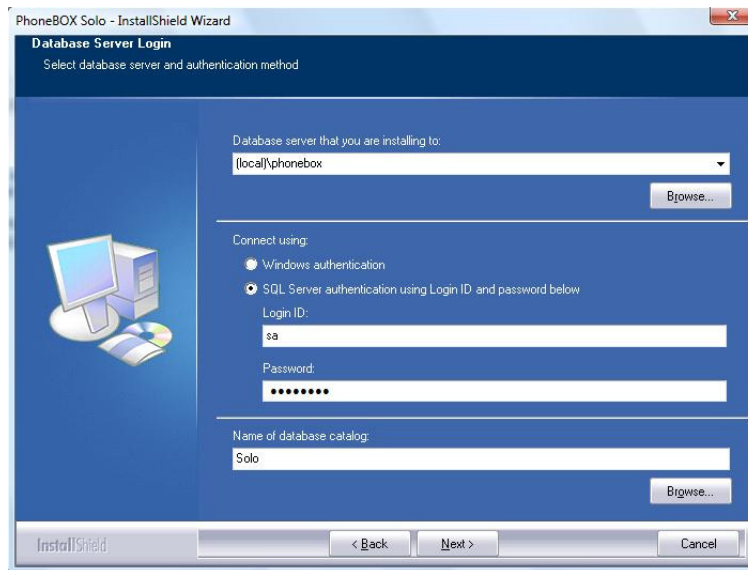 PhoneBOX Solo - InstallShield Wizard
Database Server Login
Select database server and authentication method
Database server that you are installing to:
(local)\phonebox
Browse...
Connect using:
Windows authentication
SQL Server authentication using Login ID and password below
Login ID:
sa
Password:
••••••••
Name of database catalog:
Solo
Browse...
InstallShield
< Back
Next >
Cancel